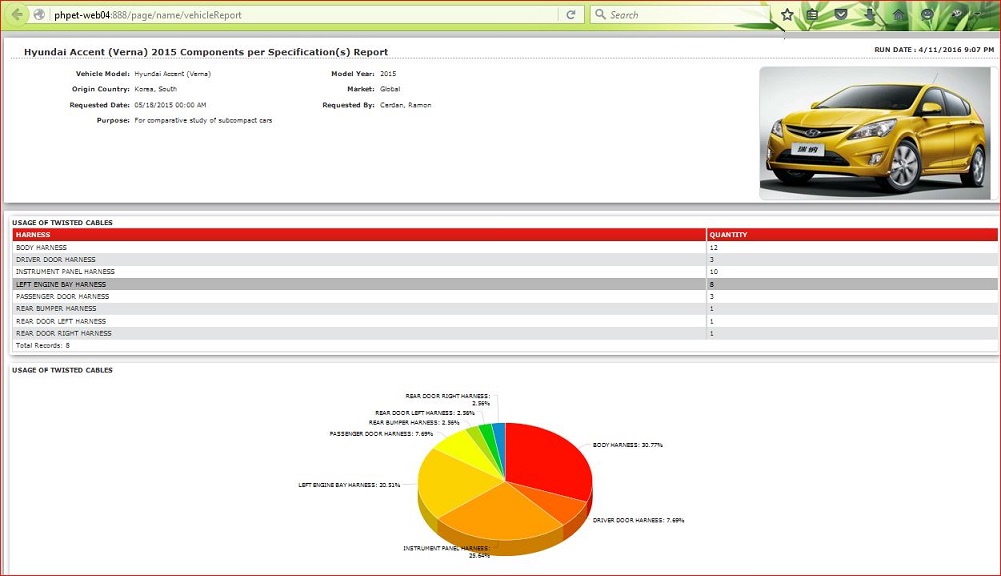 phpet-web04:888/page/name/vehicleReport
Search
Hyundai Accent (Verna) 2015 Components per Specification(s) Report
RUN DATE : 4/11/2016 9:07 PM
Vehicle Model: Hyundai Accent (Verna)
Model Year: 2015
Origin Country: Korea, South
Market: Global
Requested Date: 05/18/2015 00:00 AM
Requested By: Cerdan, Ramon
Purpose: For comparative study of subcompact cars
瑞纳
USAGE OF TWISTED CABLES
HARNESS QUANTITY
BODY HARNESS 12
DRIVER DOOR HARNESS 3
INSTRUMENT PANEL HARNESS 10
LEFT ENGINE BAY HARNESS 8
PASSENGER DOOR HARNESS 3
REAR BUMPER HARNESS 1
REAR DOOR LEFT HARNESS 1
REAR DOOR RIGHT HARNESS 1
Total Records: 8
USAGE OF TWISTED CABLES
REAR DOOR RIGHT HARNESS:
2.56%
REAR DOOR LEFT HARNESS: 2.56%
REAR BUMPER HARNESS: 2.56%
PASSENGER DOOR HARNESS: 7.69%
BODY HARNESS: 30.77%
LEFT ENGINE BAY HARNESS: 20.51%
DRIVER DOOR HARNESS: 7.69%
INSTRUMENT PANEL HARNESS:
25.64%